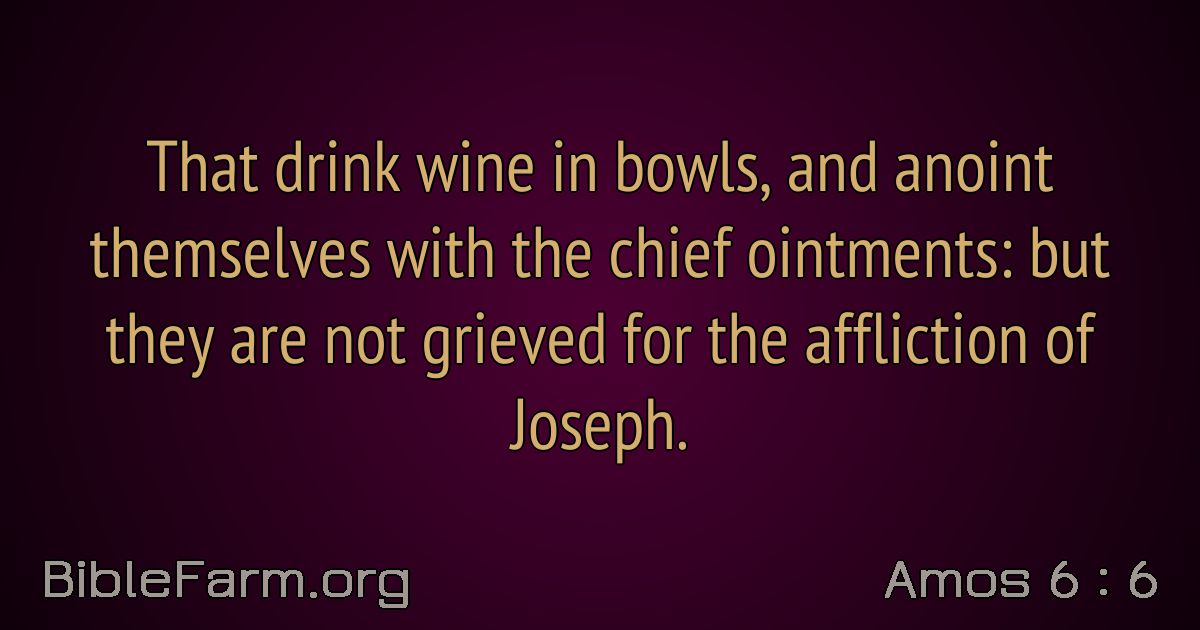 That drink wine in bowls, and anoint
themselves with the chief ointments: but
they are not grieved for the affliction of
Joseph.
BibleFarm.org
Amos 6 : 6